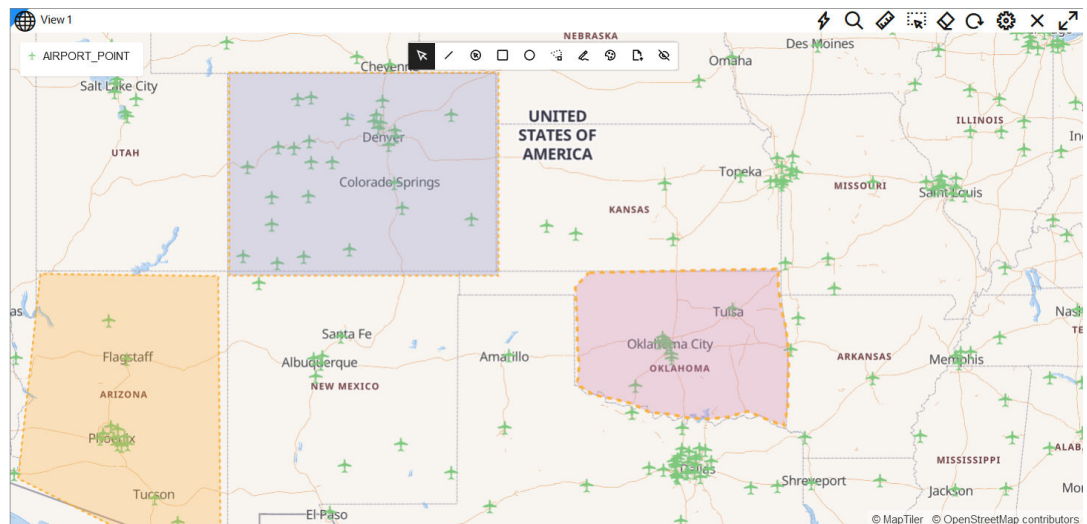 View 1
AIRPORT_POINT
NEBRASKA
Des Moines
Cheyenne
Omaha
Salt Lake City
UNITED
STATES OF
AMERICA
ILLINOIS
Denver
UTAH
Topeka
Colorado Springs
MISSOURI
Saint Louis
KANSAS
Tulsa
Santa Fe
Oklahoma City
Flagstaff
Albuquerque
Amarillo
ARKANSAS
Memphis
OKLAHOMA
NEW MEXICO
ARIZONA
Phoenix
Dallas
MISSISSIPPI
Shreveport
Tucson
Jackson
El Paso
© MapTiler © OpenStreetMap contributors